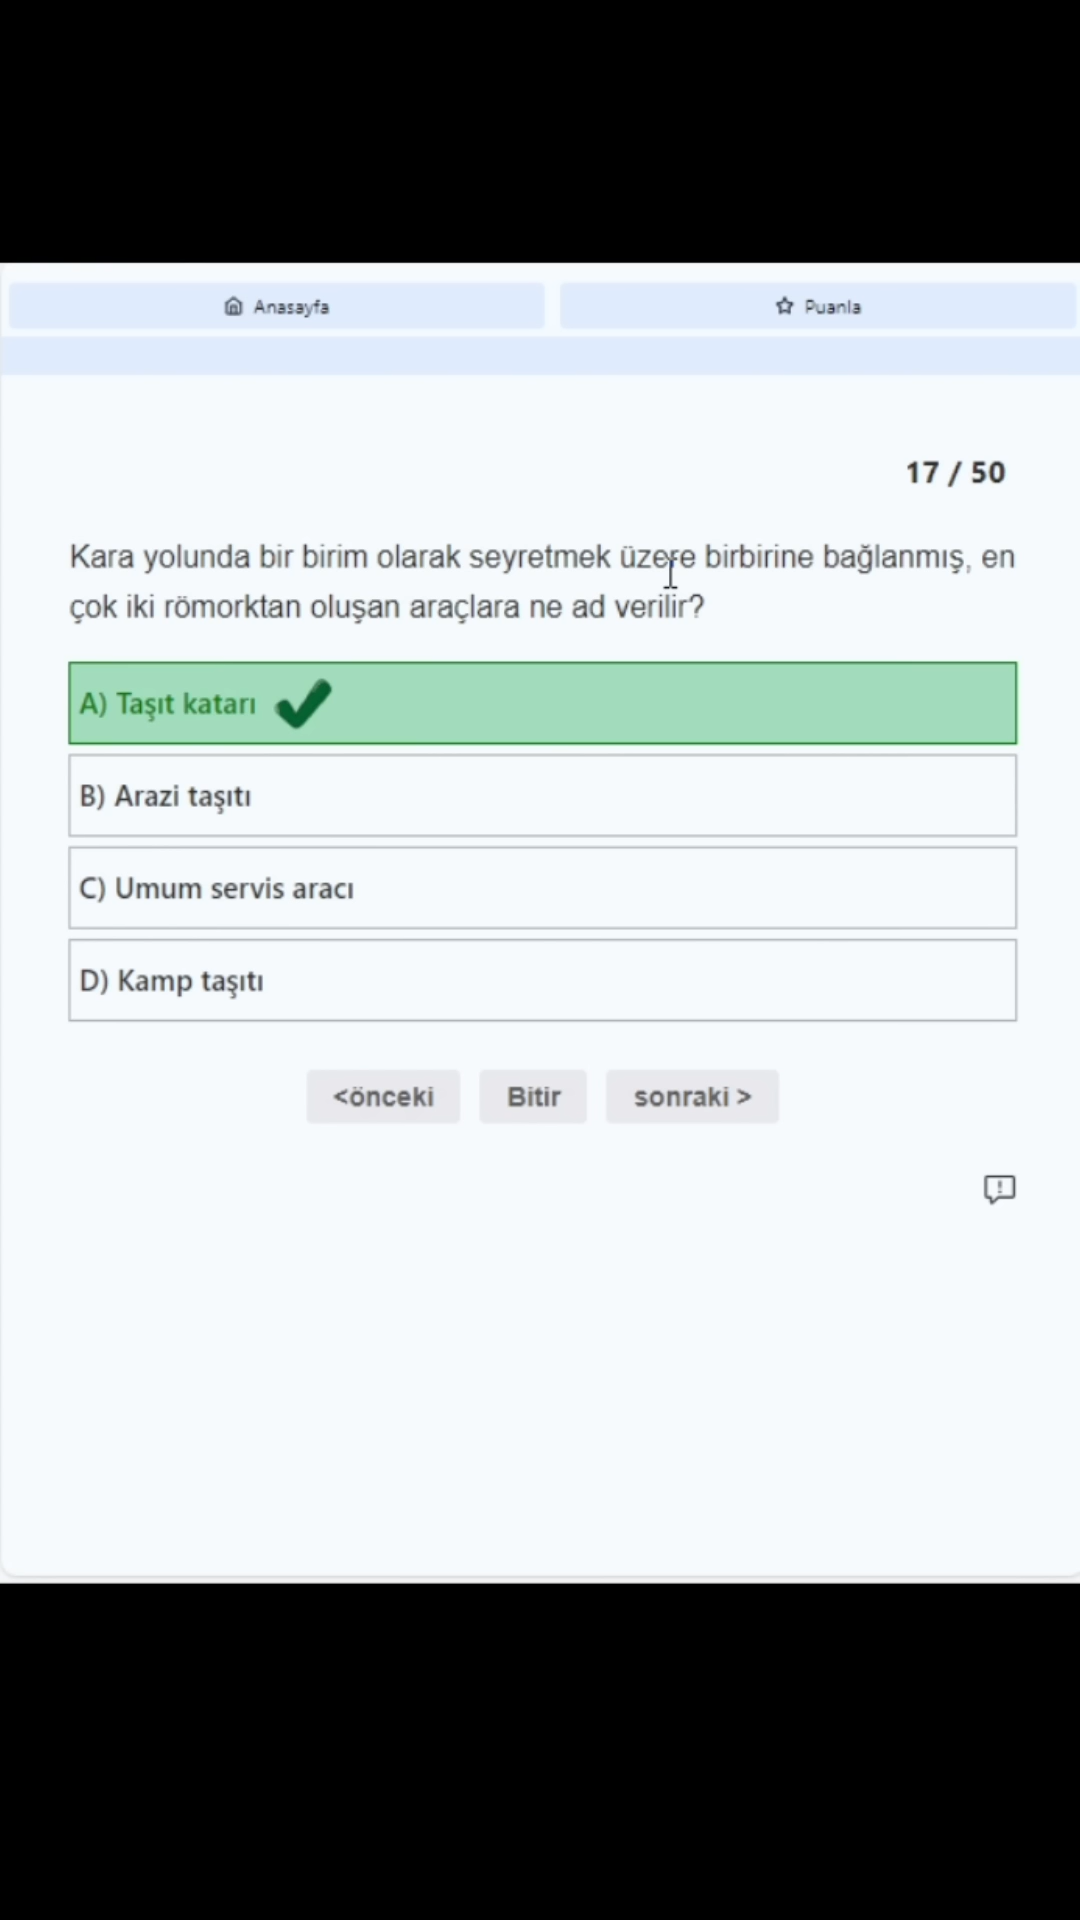 Anasayfa
Puanla
17 / 50
Kara yolunda bir birim olarak seyretmek üzere birbirine bağlanmış, en
çok iki römorktan oluşan araçlara ne ad verilir?
A) Taşıt katarı
B) Arazi taşıtı
C) Umum servis aracı
D) Kamp taşıtı
<önceki
Bitir
sonraki >